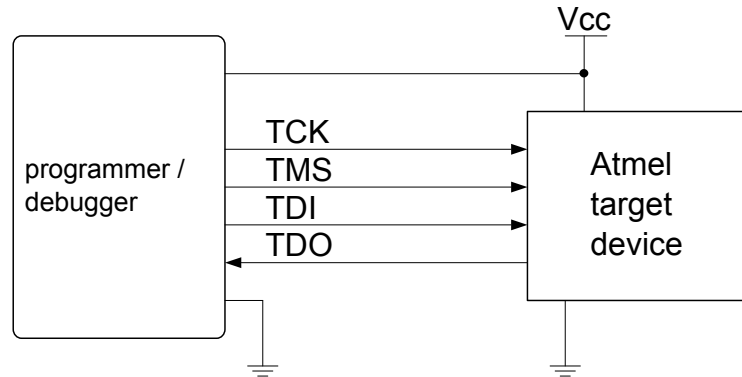 Vcc
programmer /
debugger
TCK
TMS
TDI
TDO
Atmel
target
device